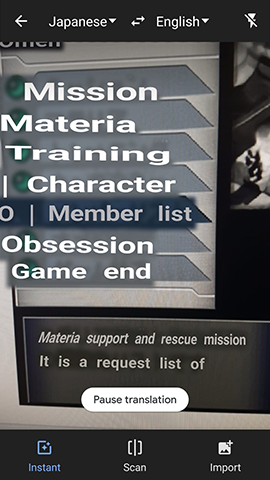 Japanese English
omen
Mission
Materia
Training
| Character
O | Member list
Obsession
Game end
Materia support and rescue mission
It is a request list of
Pause translation
Instant Scan Import